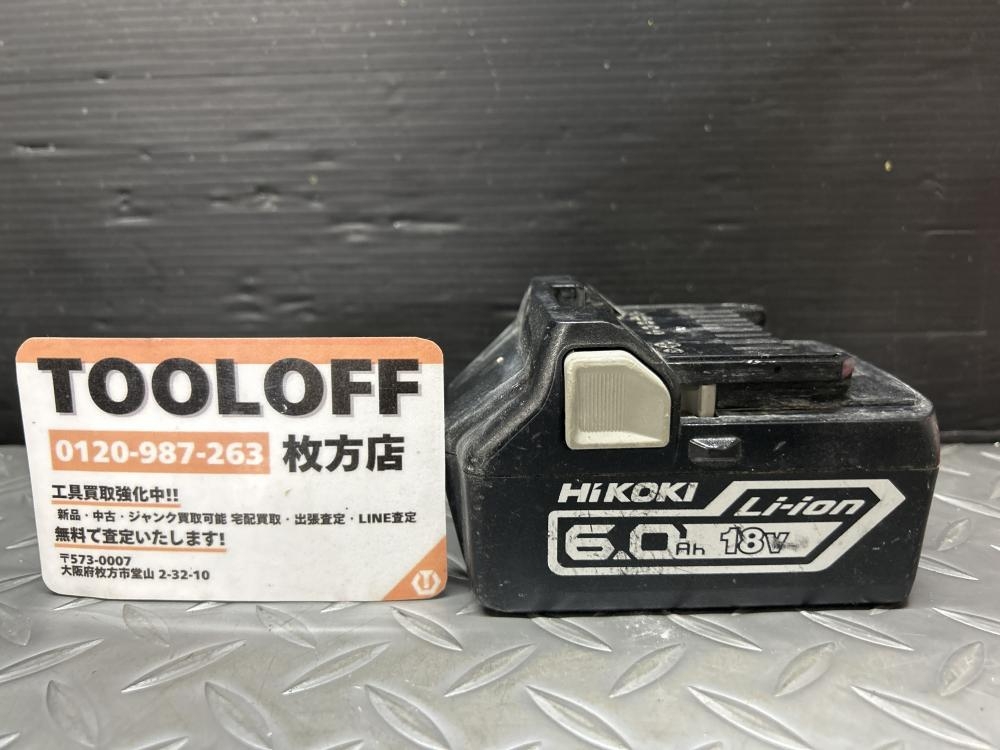 TOOLOFF
0120-987-263 枚方店
工具買取強化中!!
新品・中古・ジャンク買取可能 宅配買取・出張査定・LINE査定
無料で査定いたします!
〒573-0007
大阪府枚方市堂山 2-32-10
HiKOKI
Li-ion
6.0Ah 18V